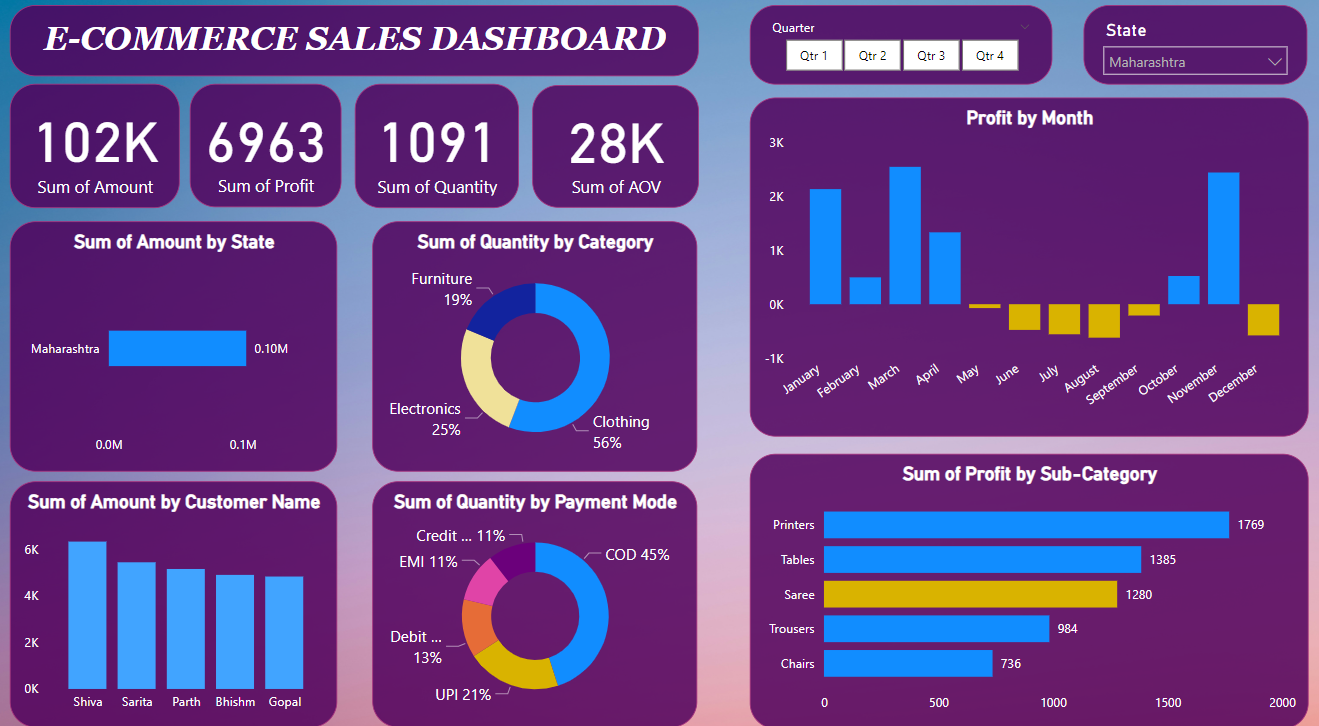 E-COMMERCE SALES DASHBOARD
Quarter
Qtr 1 Qtr 2 Qtr 3 Qtr 4
State
Maharashtra
102K
Sum of Amount
6963
Sum of Profit
1091
Sum of Quantity
28K
Sum of AOV
Sum of Amount by State
Maharashtra 0.10M
0.0M 0.1M
Sum of Quantity by Category
Furniture
19%
Electronics
25%
Clothing
56%
Profit by Month
3K
2K
1K
0K
-1K
January February March April May June July August September October November December
Sum of Amount by Customer Name
6K
4K
2K
0K
Shiva Sarita Parth Bhishm Gopal
Sum of Quantity by Payment Mode
Credit ... 11%
COD 45%
EMI 11%
Debit ...
13%
UPI 21%
Sum of Profit by Sub-Category
Printers 1769
Tables 1385
Saree 1280
Trousers 984
Chairs 736
0 500 1000 1500 2000